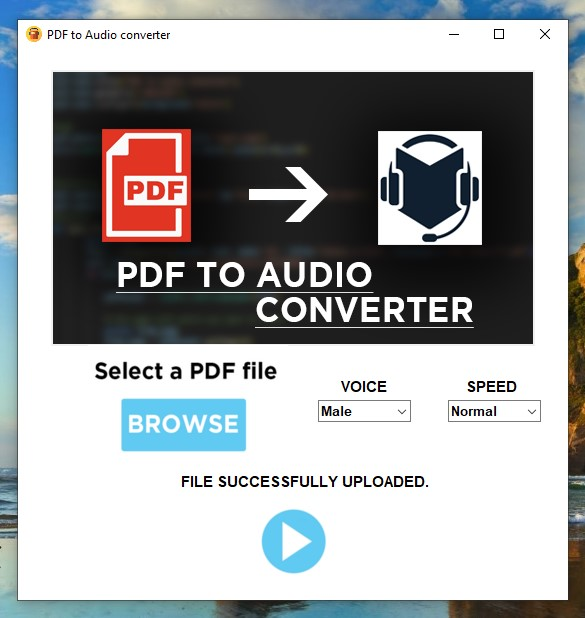 PDF to Audio converter
PDF
PDF TO AUDIO
CONVERTER
Select a PDF file
BROWSE
VOICE
Male
SPEED
Normal
FILE SUCCESSFULLY UPLOADED.